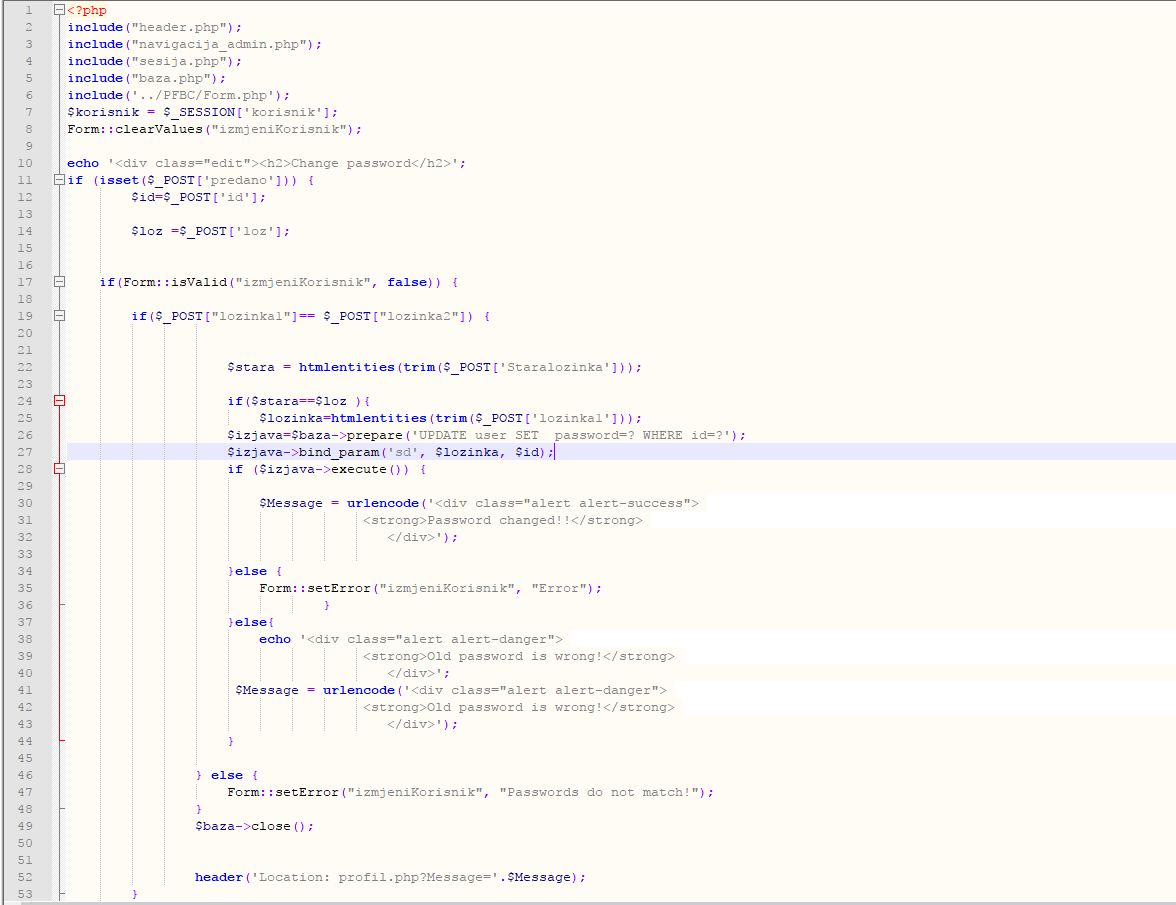 1 <?php
2 include("header.php");
3 include("navigacija_admin.php");
4 include("sesija.php");
5 include("baza.php");
6 include('../PFBC/Form.php');
7 $korisnik = $_SESSION['korisnik'];
8 Form::clearValues("izmjeniKorisnik");
9
10 echo '<div class="edit"><h2>Change password</h2>';
11 if (isset($_POST['predano'])) {
12 $id=$_POST['id'];
13
14 $loz =$_POST['loz'];
15
16
17 if(Form::isValid("izmjeniKorisnik", false)) {
18
19 if($_POST["lozinka1"]== $_POST["lozinka2"]) {
20
21
22 $stara = htmlentities(trim($_POST['Staralozinka']));
23
24 if($stara==$loz ){
25 $lozinka=htmlentities(trim($_POST['lozinka1']));
26 $izjava=$baza->prepare('UPDATE user SET  password=? WHERE id=?');
27 $izjava->bind_param('sd', $lozinka, $id);
28 if ($izjava->execute()) {
29
30 $Message = urlencode('<div class="alert alert-success">
31 <strong>Password changed!!</strong>
32 </div>');
33
34 }else {
35 Form::setError("izmjeniKorisnik", "Error");
36 }
37 }else{
38 echo '<div class="alert alert-danger">
39 <strong>Old password is wrong!</strong>
40 </div>';
41 $Message = urlencode('<div class="alert alert-danger">
42 <strong>Old password is wrong!</strong>
43 </div>');
44 }
45
46 } else {
47 Form::setError("izmjeniKorisnik", "Passwords do not match!");
48 }
49 $baza->close();
50
51
52 header('Location: profil.php?Message='.$Message);
53 }